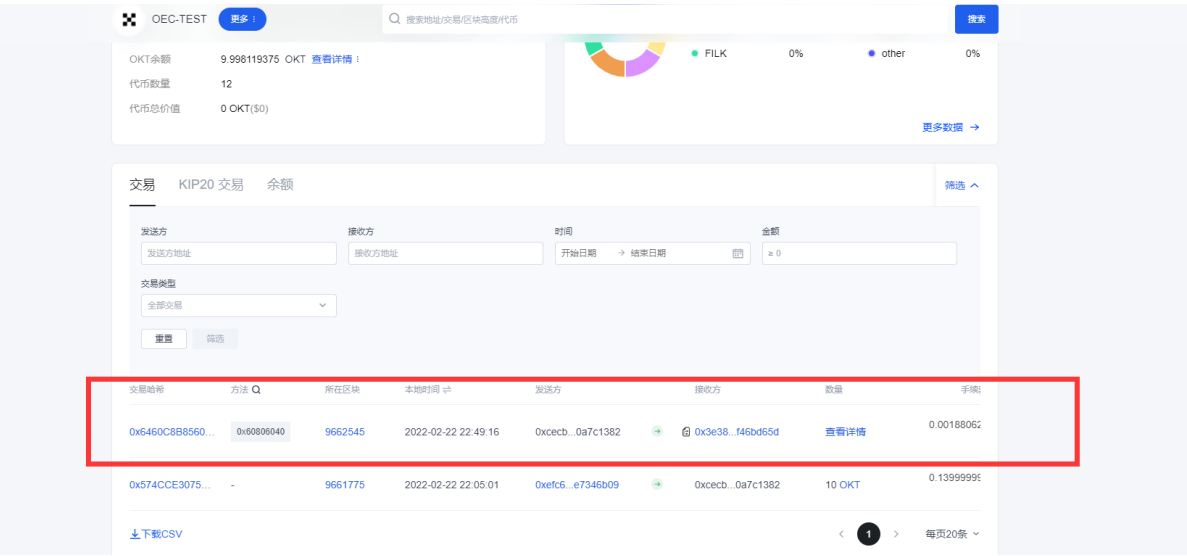 OEC-TEST 更多 搜索地址/交易/区块高度/代币 搜索
OKT余额 9.998119375 OKT 查看详情
FILK 0% other 0%
代币数量 12
代币总价值 0 OKT($0)
更多数据 →
交易 KIP20 交易 余额 筛选
发送方 接收方 时间 金额
发送方地址 接收方地址 开始日期 → 结束日期 ≥ 0
交易类型
全部交易
重置 筛选
交易哈希 方法 所在区块 本地时间 发送方 接收方 数量 手续
0x6460C8B8560... 0x60806040 9662545 2022-02-22 22:49:16 0xcecb...0a7c1382 → 0x3e38...f46bd65d 查看详情 0.00188062
0x574CCE3075... - 9661775 2022-02-22 22:05:01 0xefc6...e7346b09 → 0xcecb...0a7c1382 10 OKT 0.13999999
下载CSV < 1 > 每页20条